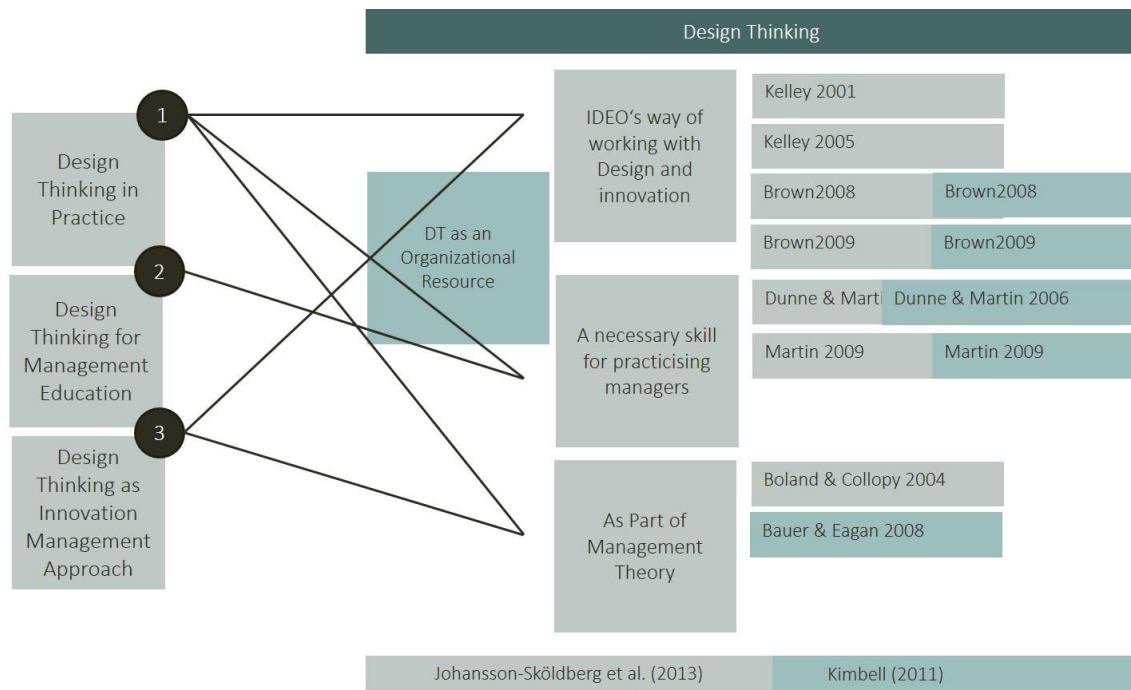 Design Thinking
1
Design
Thinking in
Practice
2
Design
Thinking for
Management
Education
3
Design
Thinking as
Innovation
Management
Approach
DT as an
Organizational
Resource
IDEO's way of
working with
Design and
innovation
Kelley 2001
Kelley 2005
Brown2008 Brown2008
Brown2009 Brown2009
A necessary skill
for practicising
managers
Dunne & Marti Dunne & Martin 2006
Martin 2009 Martin 2009
As Part of
Management
Theory
Boland & Collopy 2004
Bauer & Eagan 2008
Johansson-Sköldberg et al. (2013) Kimbell (2011)